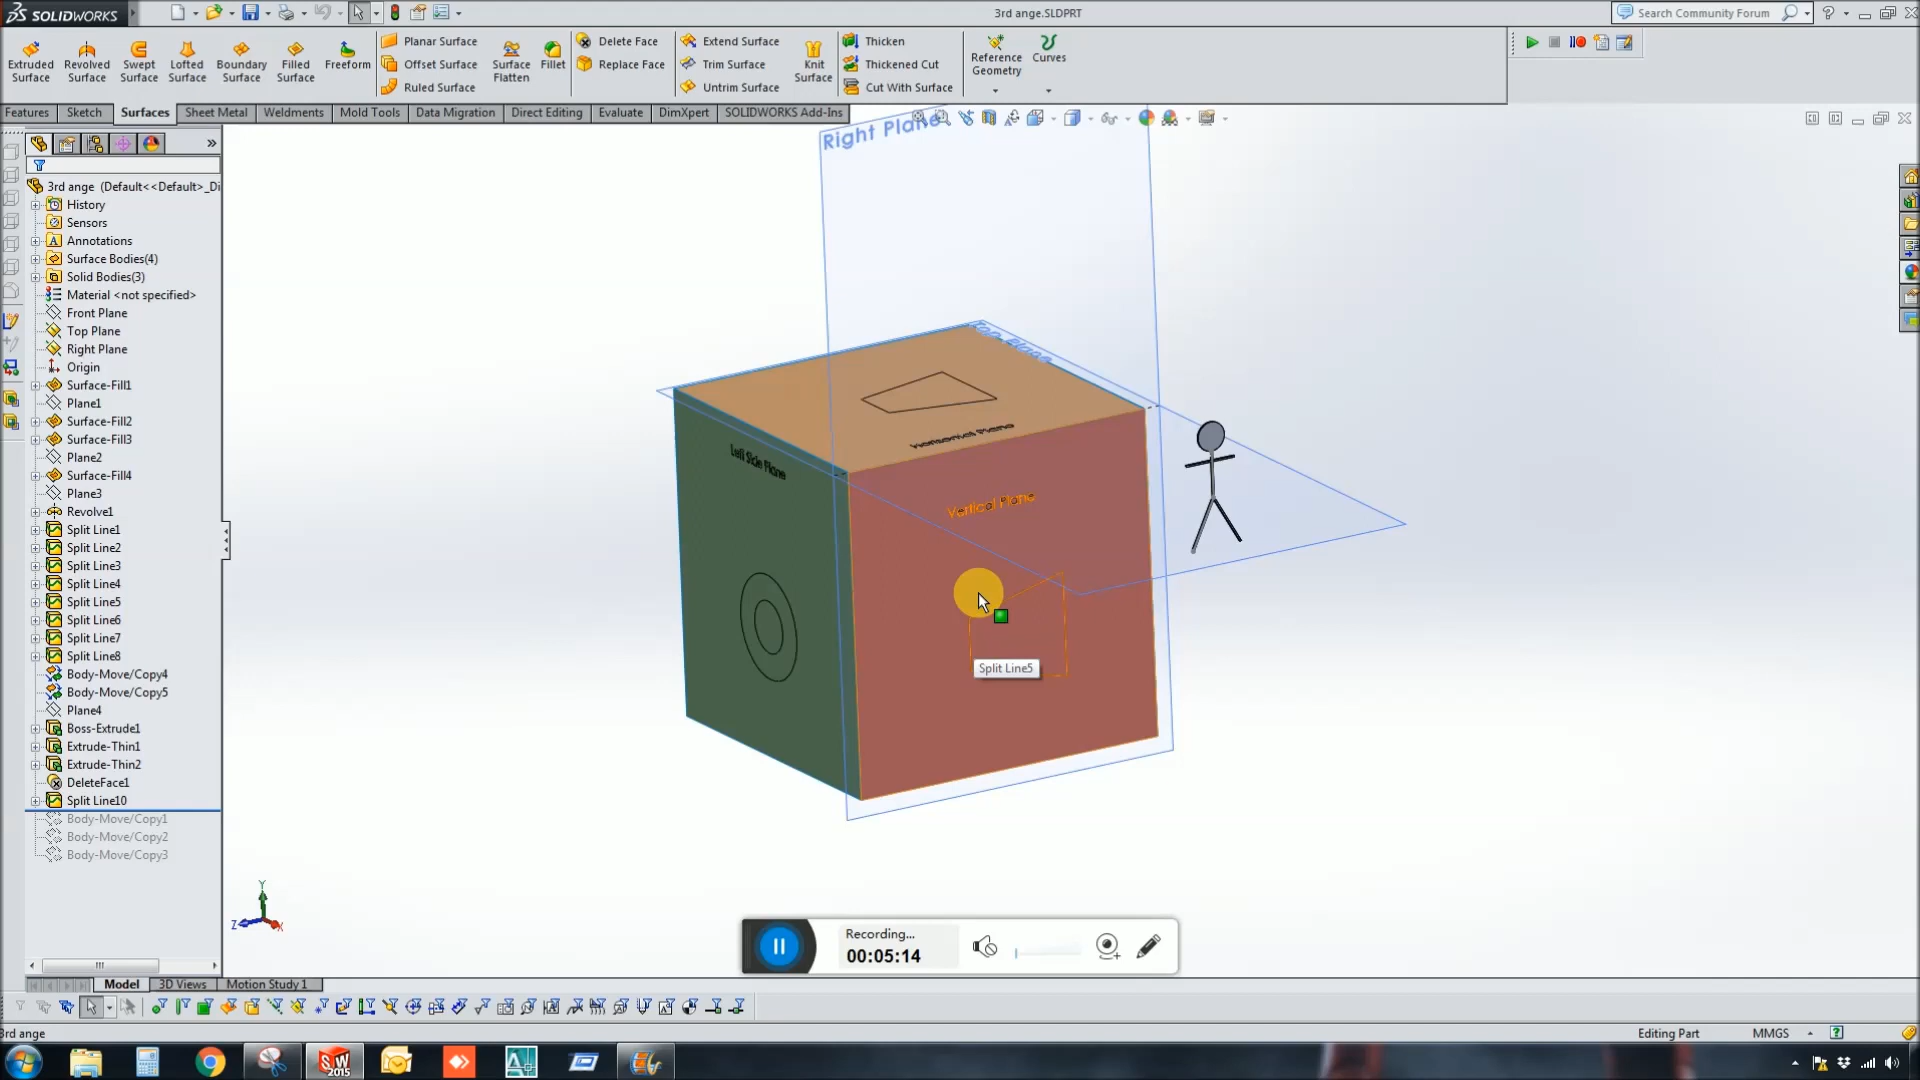 SOLIDWORKS
3rd ange.SLDPRT
Search Community Forum
Extruded Surface
Revolved Surface
Swept Surface
Lofted Surface
Boundary Surface
Filled Surface
Freeform
Planar Surface
Offset Surface
Ruled Surface
Surface Flatten
Fillet
Delete Face
Replace Face
Extend Surface
Trim Surface
Untrim Surface
Knit Surface
Thicken
Thickened Cut
Cut With Surface
Reference Geometry
Curves
Features
Sketch
Surfaces
Sheet Metal
Weldments
Mold Tools
Data Migration
Direct Editing
Evaluate
DimXpert
SOLIDWORKS Add-Ins
3rd ange (Default<<Default>_Di
History
Sensors
Annotations
Surface Bodies(4)
Solid Bodies(3)
Material <not specified>
Front Plane
Top Plane
Right Plane
Origin
Surface-Fill1
Plane1
Surface-Fill2
Surface-Fill3
Plane2
Surface-Fill4
Plane3
Revolve1
Split Line1
Split Line2
Split Line3
Split Line4
Split Line5
Split Line6
Split Line7
Split Line8
Body-Move/Copy4
Body-Move/Copy5
Plane4
Boss-Extrude1
Extrude-Thin1
Extrude-Thin2
DeleteFace1
Split Line10
Body-Move/Copy1
Body-Move/Copy2
Body-Move/Copy3
Right Plane
Top Plane
Horizontal Plane
Left Side Plane
Vertical Plane
Split Line5
Y
Z
X
Recording...
00:05:14
Model
3D Views
Motion Study 1
3rd ange
Editing Part
MMGS
SW
2015